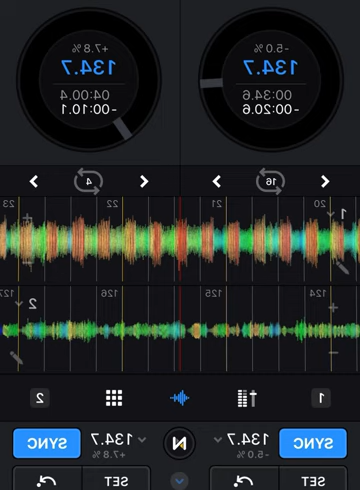 +7.8% -5.0%
134.7 134.7
04:00.4 00:34.6
-00:10.1 -00:20.6
4 16
23 22 21 20
1
127 126 125 124
2
2 1
SYNC 134.7 N 134.7 SYNC
+7.8% -5.0%
SET SET